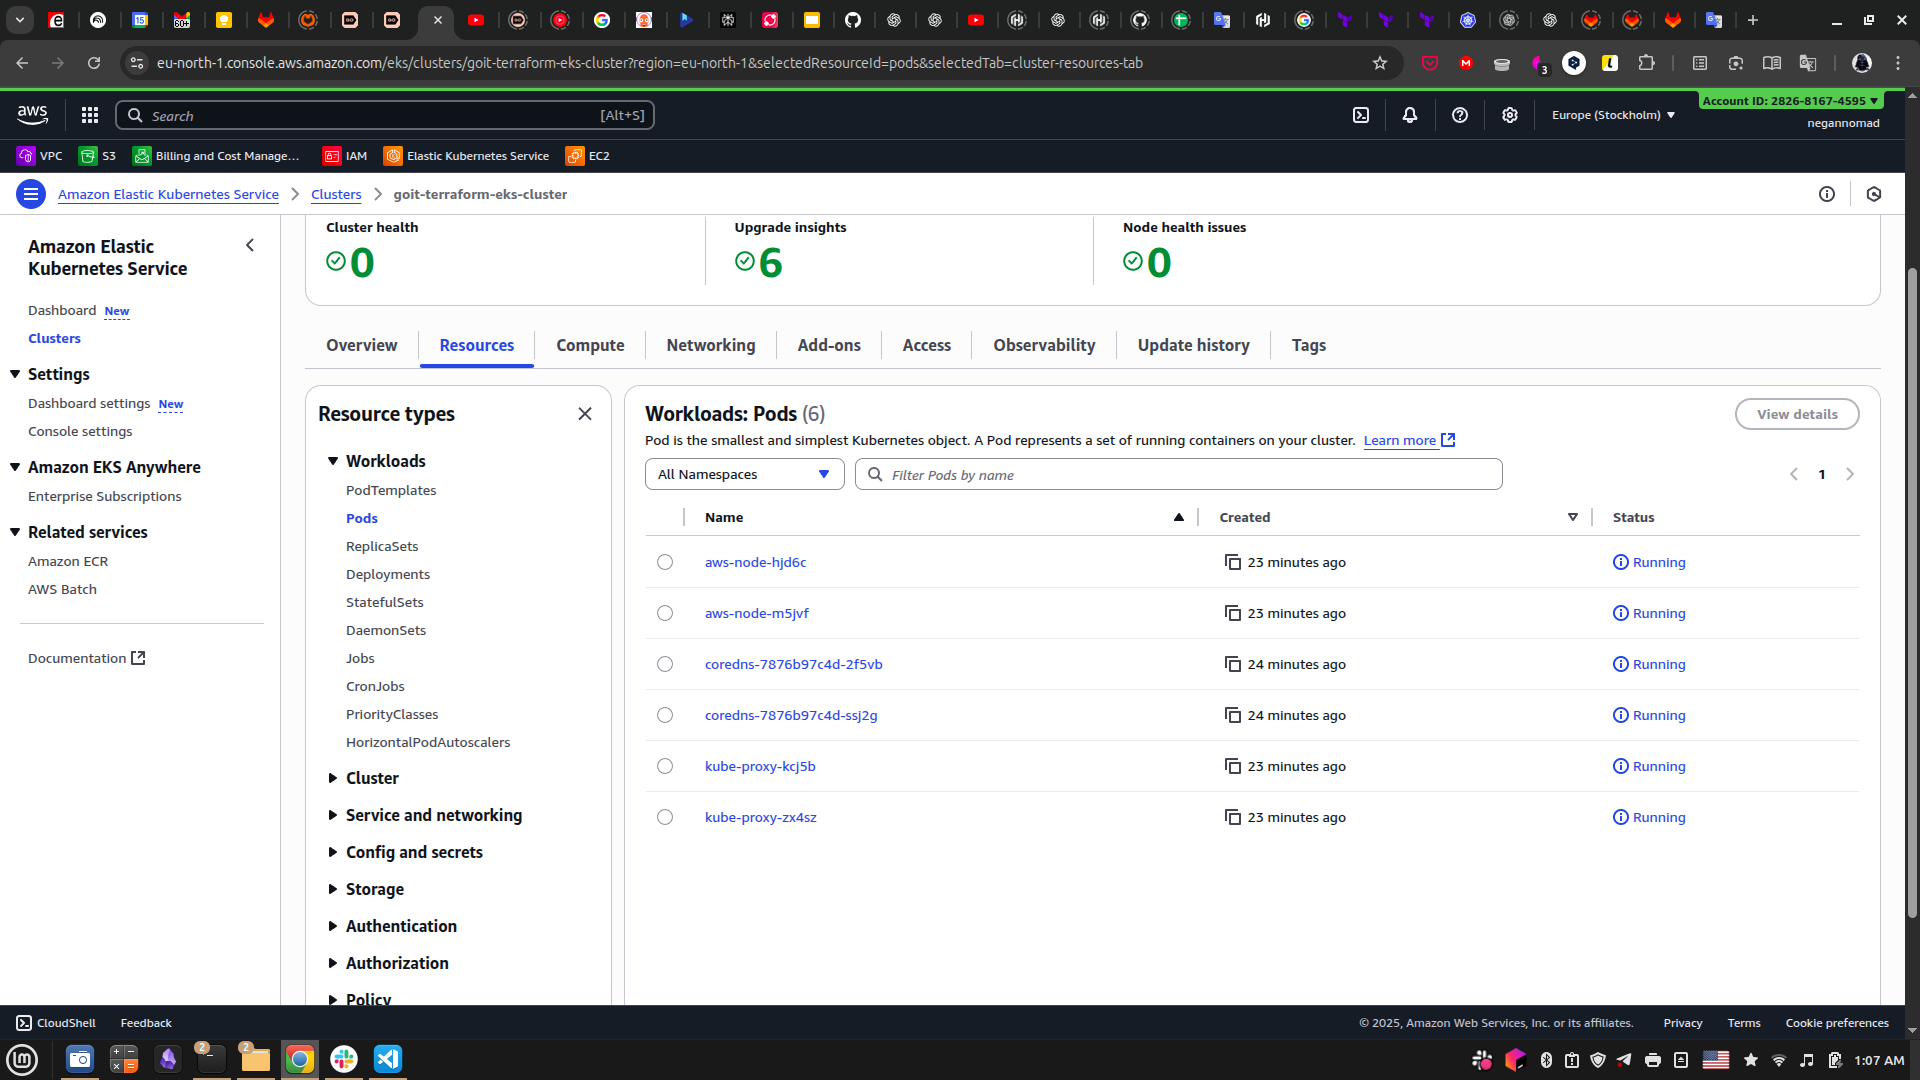 eu-north-1.console.aws.amazon.com/eks/clusters/goit-terraform-eks-cluster?region=eu-north-1&selectedResourceId=pods&selectedTab=cluster-resources-tab
3
aws
Search
[Alt+S]
Europe (Stockholm)
Account ID: 2826-8167-4595
negannomad
VPC
S3
Billing and Cost Manage...
IAM
Elastic Kubernetes Service
EC2
Amazon Elastic Kubernetes Service
Clusters
goit-terraform-eks-cluster
Amazon Elastic
Kubernetes Service
Dashboard New
Clusters
Settings
Dashboard settings New
Console settings
Amazon EKS Anywhere
Enterprise Subscriptions
Related services
Amazon ECR
AWS Batch
Documentation
Cluster health
0
Upgrade insights
6
Node health issues
0
Overview
Resources
Compute
Networking
Add-ons
Access
Observability
Update history
Tags
Resource types
Workloads
PodTemplates
Pods
ReplicaSets
Deployments
StatefulSets
DaemonSets
Jobs
CronJobs
PriorityClasses
HorizontalPodAutoscalers
Cluster
Service and networking
Config and secrets
Storage
Authentication
Authorization
Policy
Workloads: Pods (6)
View details
Pod is the smallest and simplest Kubernetes object. A Pod represents a set of running containers on your cluster. Learn more
All Namespaces
Filter Pods by name
1
Name Created Status
aws-node-hjd6c 23 minutes ago Running
aws-node-m5jvf 23 minutes ago Running
coredns-7876b97c4d-2f5vb 24 minutes ago Running
coredns-7876b97c4d-ssj2g 24 minutes ago Running
kube-proxy-kcj5b 23 minutes ago Running
kube-proxy-zx4sz 23 minutes ago Running
CloudShell
Feedback
© 2025, Amazon Web Services, Inc. or its affiliates.
Privacy
Terms
Cookie preferences
2
2
1:07 AM